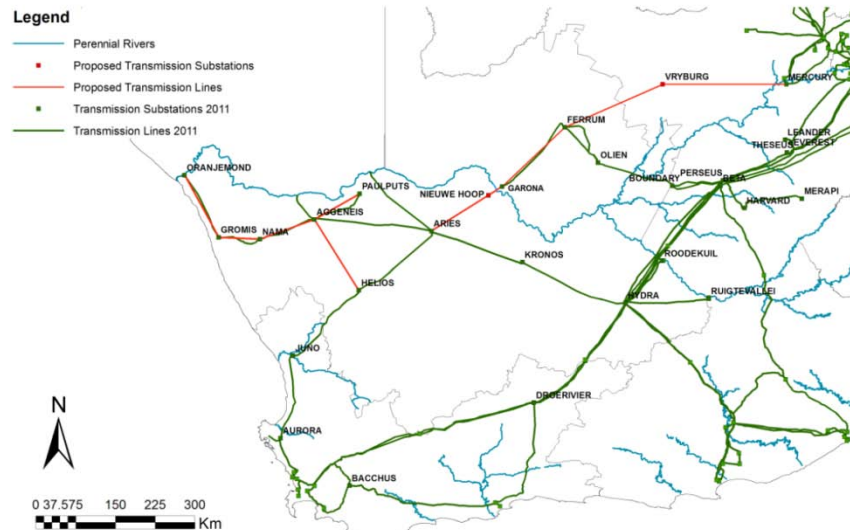 Legend
Perennial Rivers
Proposed Transmission Substations
Proposed Transmission Lines
Transmission Substations 2011
Transmission Lines 2011
VRYBURG
MERCURY
FERRUM
LEANDER
THESEUS
EVEREST
OLIEN
ORANJEMOND
PAULPUTS
NIEUWE HOOP
GARONA
BOUNDARY
PERSEUS
BETA
HARVARD
MERAPI
AGGENEIS
GROMIS
NAMA
ARIES
KRONOS
ROODEKUIL
HELIOS
HYDRA
RUIGTEVALLEI
JUNO
DROERIVIER
AURORA
BACCHUS
N
0 37.575 150 225 300
Km